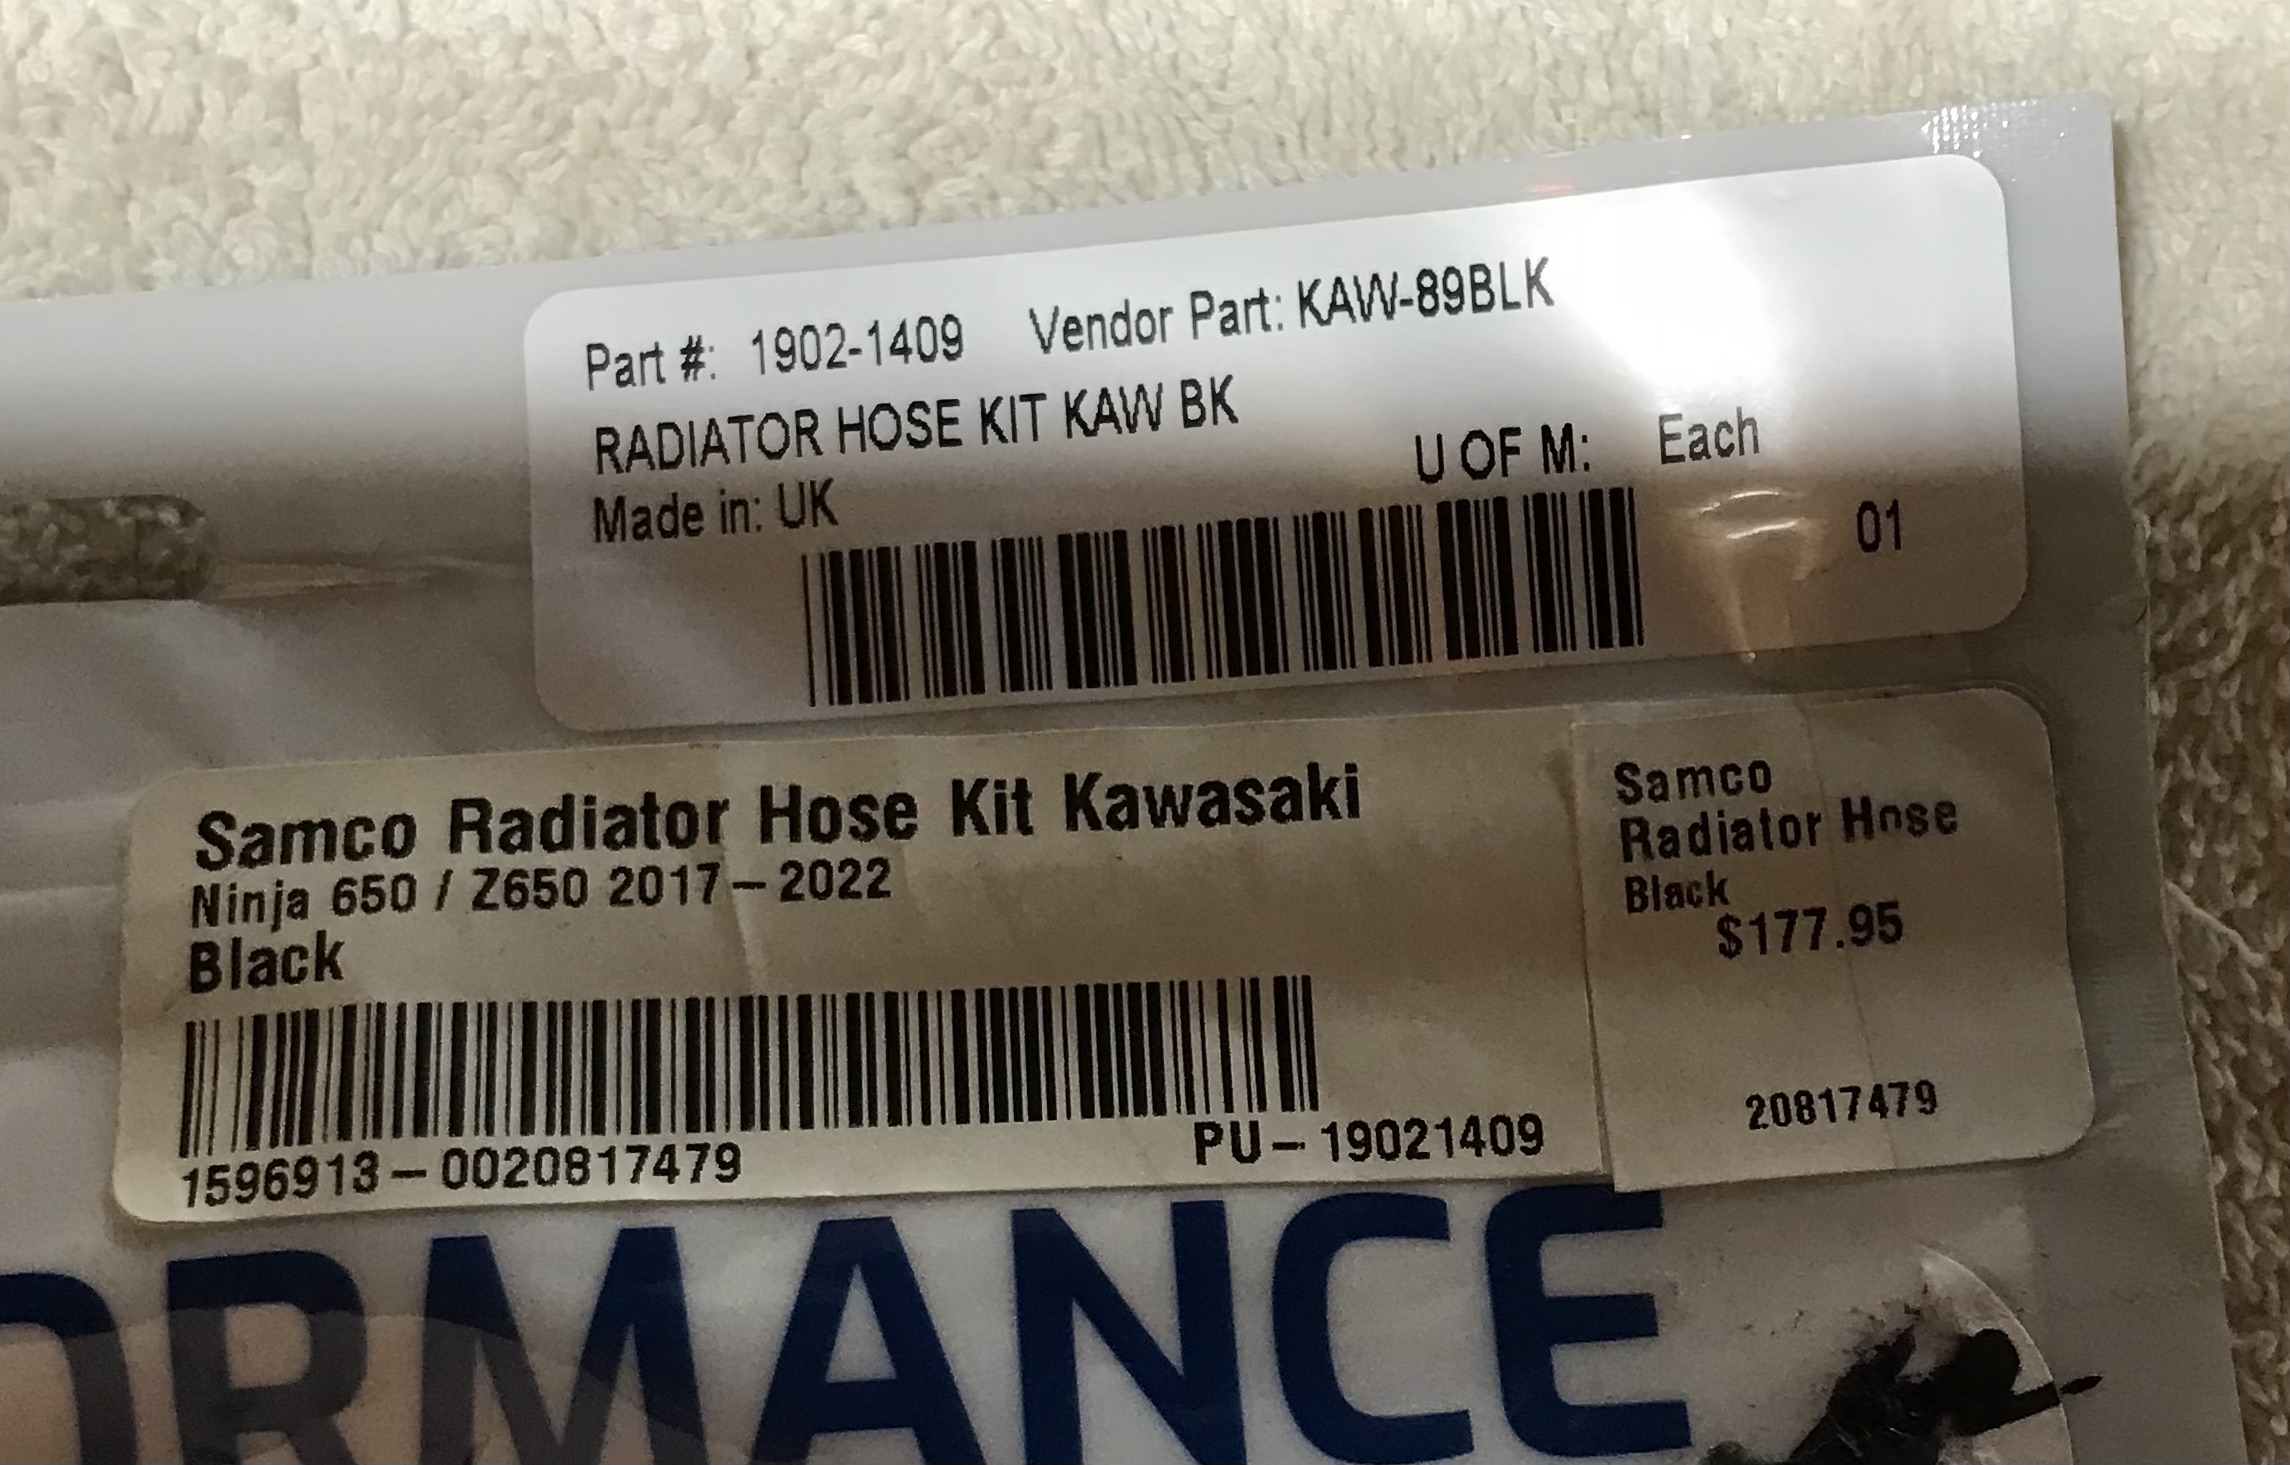 Part #: 1902-1409 Vendor Part: KAW-89BLK
RADIATOR HOSE KIT KAW BK
U OF M: Each
Made in: UK
01
Samco Radiator Hose Kit Kawasaki
Ninja 650 / Z650 2017-2022
Black
1596913-0020817479
PU-19021409
Samco
Radiator Hose
Black
$177.95
20817479
ORMANCE